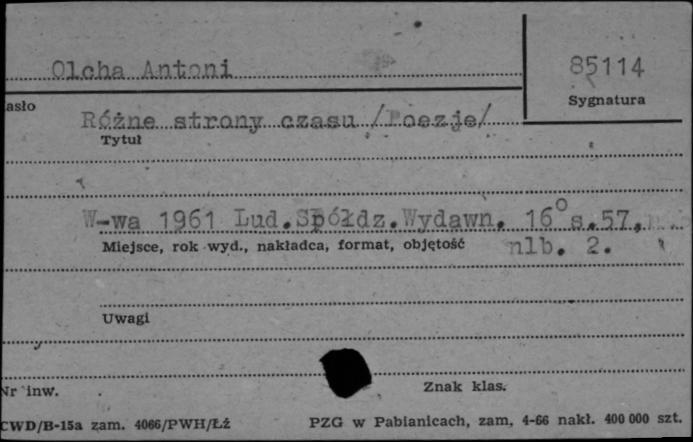 Olcha Antoni
85114
asło
Sygnatura
Różne strony czasu /Poezje/
Tytuł
W-wa 1961 Lud.Spółdz.Wydawn. 16° s.57,
Miejsce, rok wyd., nakładca, format, objętość
nlb. 2.
Uwagi
Nr inw.
Znak klas.
CWD/B-15a zam. 4066/PWH/Łż
PZG w Pabianicach, zam. 4-66 nakł. 400 000 szt.